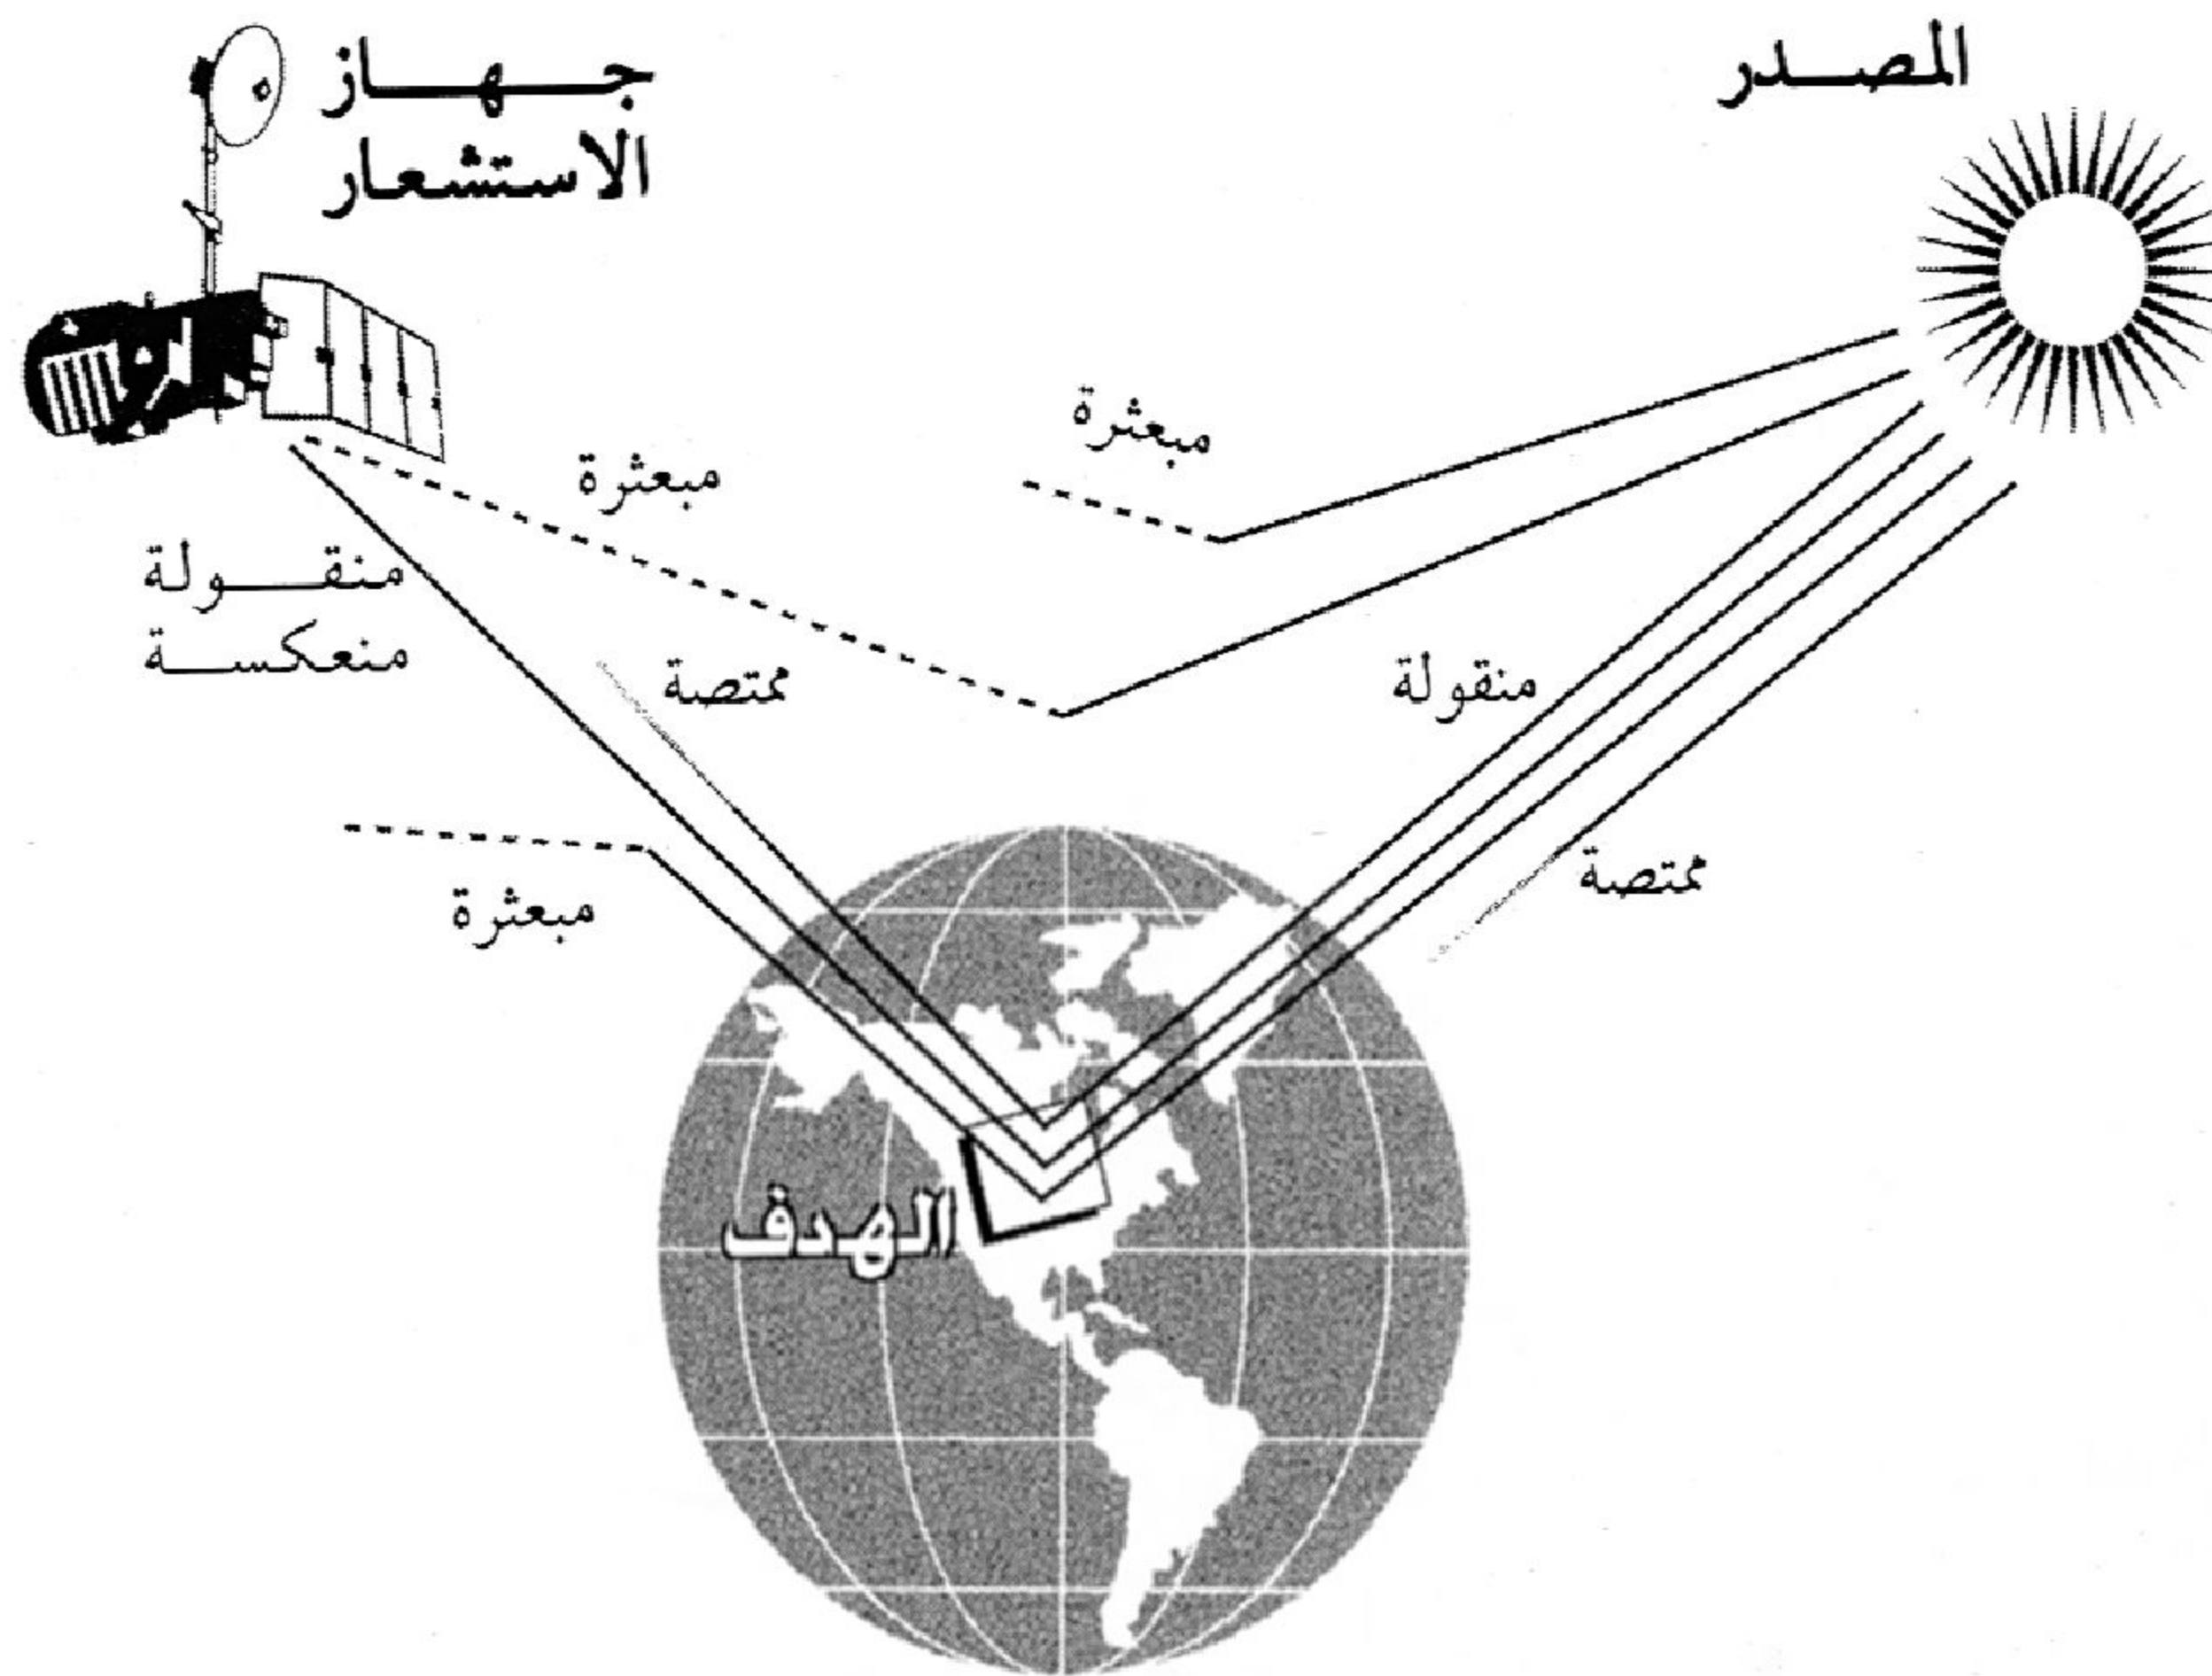 المصدر
جهاز
الاستشعار
مبعثرة
مبعثرة
منقولة
منعكسة
ممتصة
منقولة
ممتصة
مبعثرة
الهدف